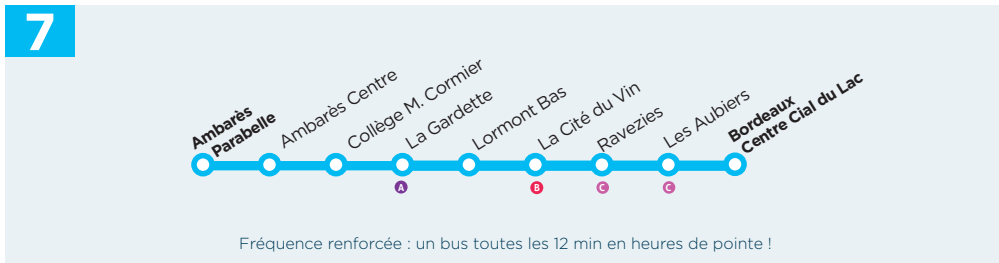 7
Ambarès
Parabelle
Ambarès Centre
Collège M. Cormier
La Gardette
Lormont Bas
La Cité du Vin
Ravezies
Les Aubiers
Bordeaux
Centre Cial du Lac
A
B
C
C
Fréquence renforcée : un bus toutes les 12 min en heures de pointe !